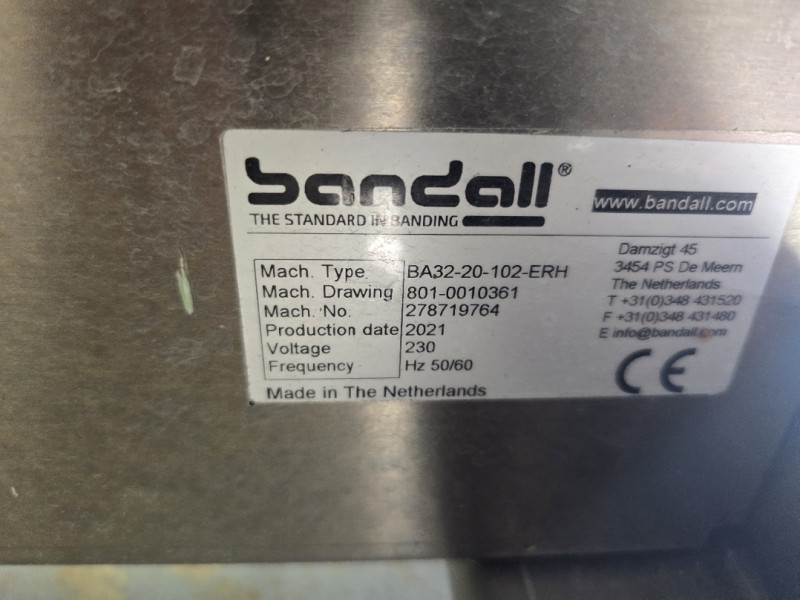 bandall®
THE STANDARD IN BANDING
www.bandall.com
Damzigt 45
3454 PS De Meern
The Netherlands
T +31(0)348 431520
F +31(0)348 431480
E info@bandall.com
Mach. Type BA32-20-102-ERH
Mach. Drawing 801-0010361
Mach. No. 278719764
Production date 2021
Voltage 230
Frequency Hz 50/60
Made in The Netherlands
CE